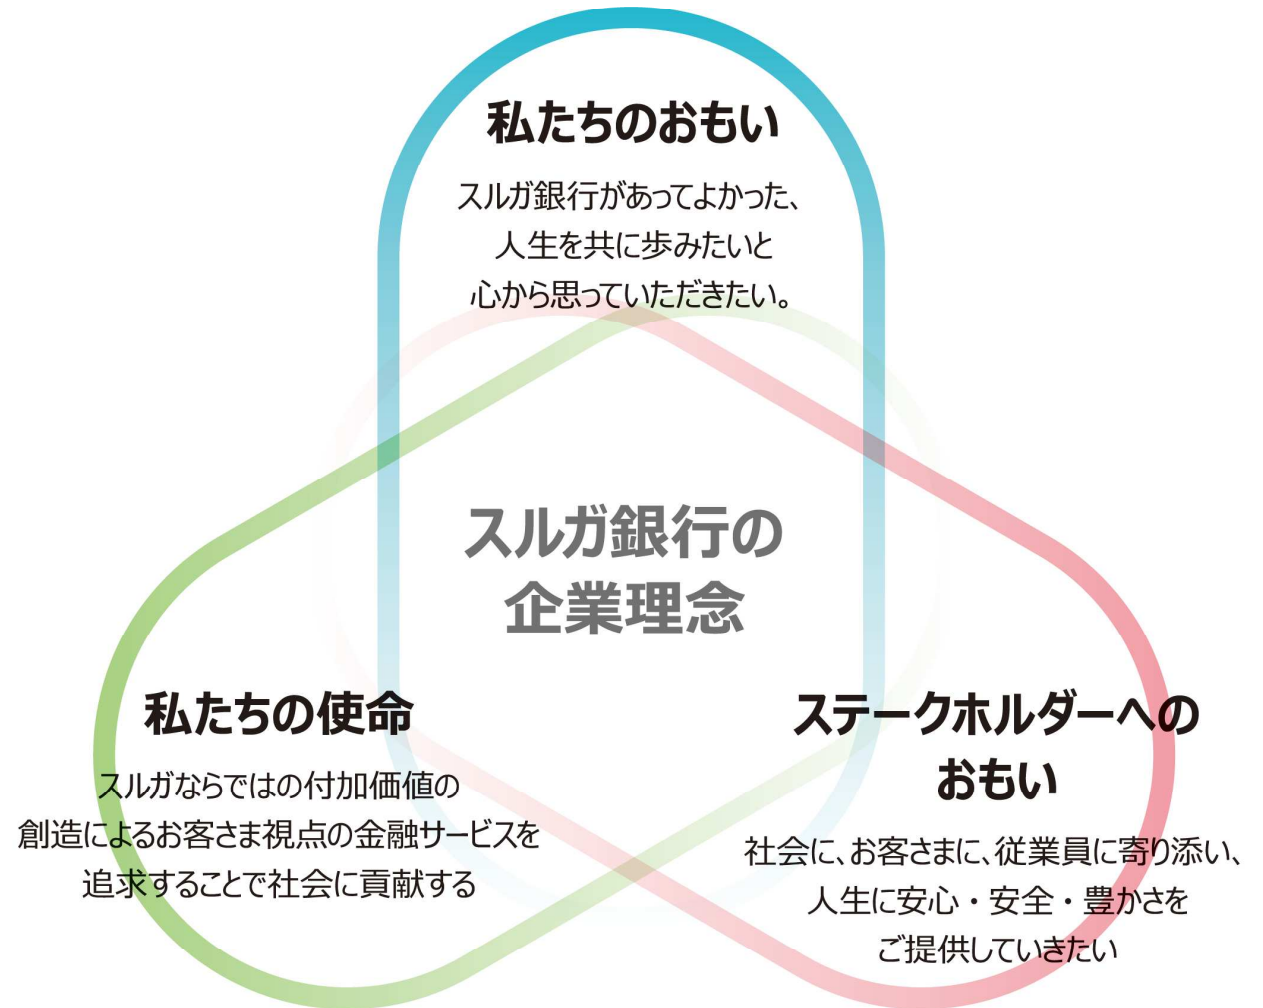 私たちのおもい
スルガ銀行があってよかった、
人生を共に歩みたいと
心から思っていただきたい。
スルガ銀行の
企業理念
私たちの使命
スルガならではの付加価値の
創造によるお客さま視点の金融サービスを
追求することで社会に貢献する
ステークホルダーへの
おもい
社会に、お客さまに、従業員に寄り添い、
人生に安心・安全・豊かさを
ご提供していきたい